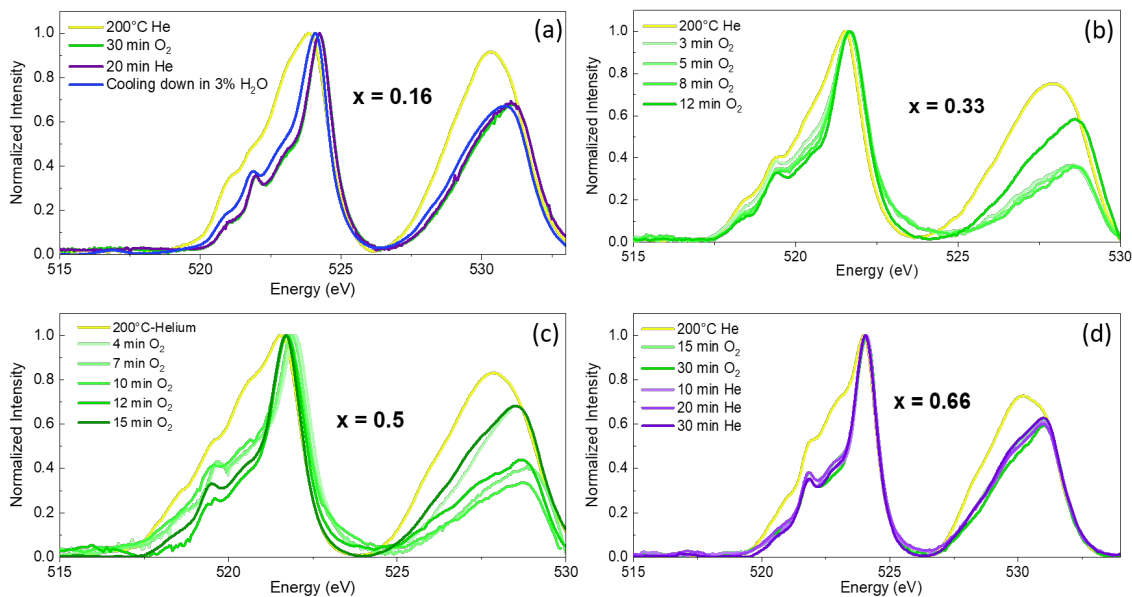 (a)
200°C He
30 min O₂
20 min He
Cooling down in 3% H₂O
x = 0.16
Normalized Intensity
1.0
0.8
0.6
0.4
0.2
0.0
515 520 525 530
Energy (eV)
(b)
200°C He
3 min O₂
5 min O₂
8 min O₂
12 min O₂
x = 0.33
Normalized Intensity
1.0
0.8
0.6
0.4
0.2
0.0
515 520 525 530
Energy (eV)
(c)
200°C-Helium
4 min O₂
7 min O₂
10 min O₂
12 min O₂
15 min O₂
x = 0.5
Normalized Intensity
1.0
0.8
0.6
0.4
0.2
0.0
515 520 525 530
Energy (eV)
(d)
200°C He
15 min O₂
30 min O₂
10 min He
20 min He
30 min He
x = 0.66
Normalized Intensity
1.0
0.8
0.6
0.4
0.2
0.0
515 520 525 530
Energy (eV)